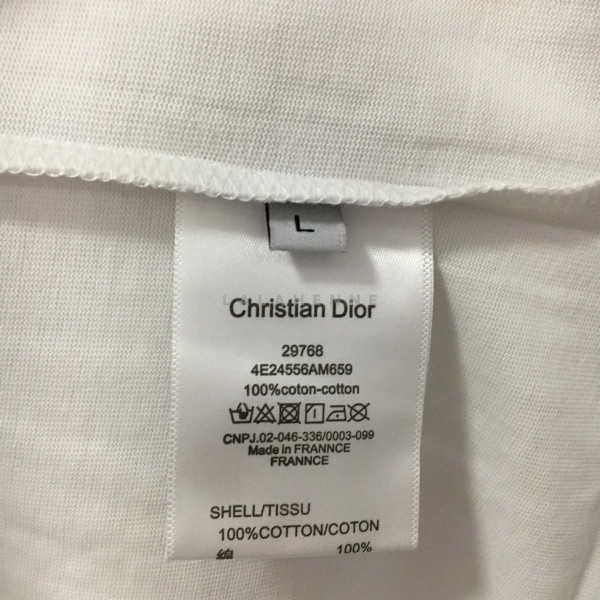 L
LALAHENNE
Christian Dior
29768
4E24556AM659
100%coton-cotton
CNPJ.02-046-336/0003-099
Made in FRANNCE
FRANNCE
SHELL/TISSU
100%COTTON/COTON
綿 100%